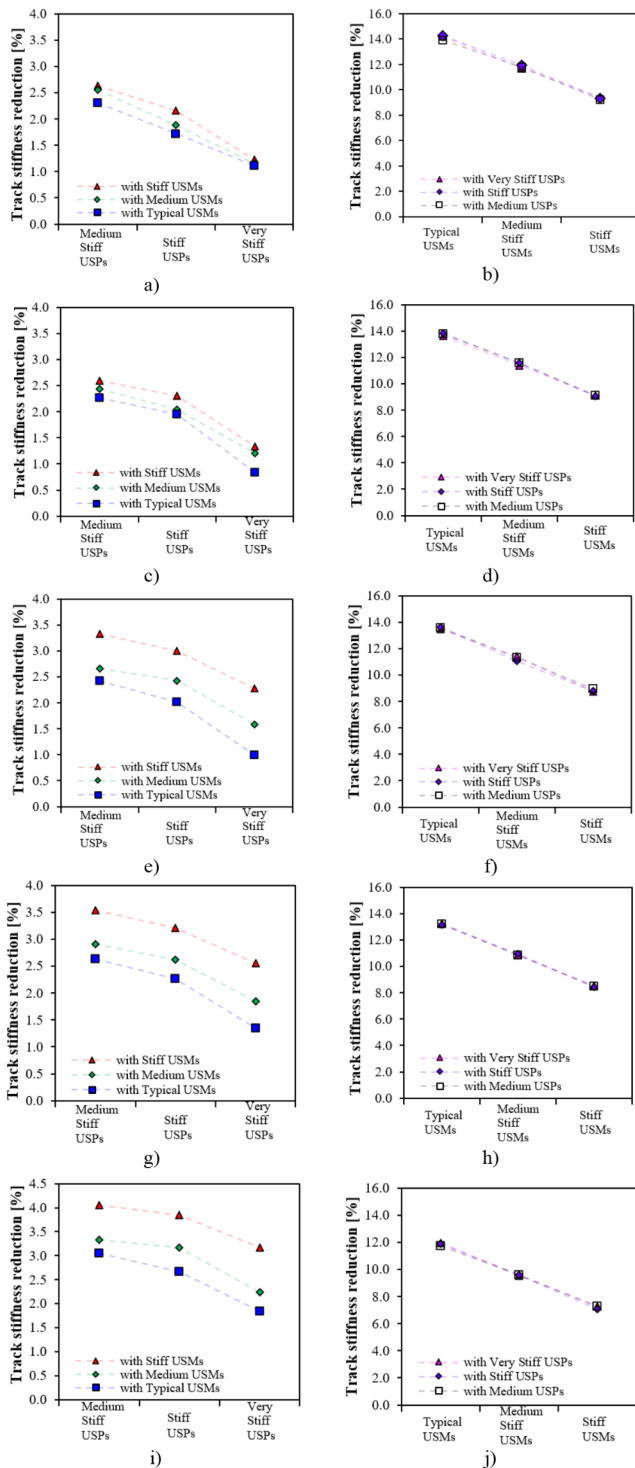 Track stiffness reduction [%]
4.0
3.5
3.0
2.5
2.0
1.5
1.0
0.5
0.0
with Stiff USMs
with Medium USMs
with Typical USMs
Medium
Stiff
USPs
Stiff
USPs
Very
Stiff
USPs
a)
Track stiffness reduction [%]
16.0
14.0
12.0
10.0
8.0
6.0
4.0
2.0
0.0
with Very Stiff USPs
with Stiff USPs
with Medium USPs
Typical
USMs
Medium
Stiff
USMs
Stiff
USMs
b)
Track stiffness reduction [%]
4.0
3.5
3.0
2.5
2.0
1.5
1.0
0.5
0.0
with Stiff USMs
with Medium USMs
with Typical USMs
Medium
Stiff
USPs
Stiff
USPs
Very
Stiff
USPs
c)
Track stiffness reduction [%]
16.0
14.0
12.0
10.0
8.0
6.0
4.0
2.0
0.0
with Very Stiff USPs
with Stiff USPs
with Medium USPs
Typical
USMs
Medium
Stiff
USMs
Stiff
USMs
d)
Track stiffness reduction [%]
4.0
3.5
3.0
2.5
2.0
1.5
1.0
0.5
0.0
with Stiff USMs
with Medium USMs
with Typical USMs
Medium
Stiff
USPs
Stiff
USPs
Very
Stiff
USPs
e)
Track stiffness reduction [%]
16.0
14.0
12.0
10.0
8.0
6.0
4.0
2.0
0.0
with Very Stiff USPs
with Stiff USPs
with Medium USPs
Typical
USMs
Medium
Stiff
USMs
Stiff
USMs
f)
Track stiffness reduction [%]
4.0
3.5
3.0
2.5
2.0
1.5
1.0
0.5
0.0
with Stiff USMs
with Medium USMs
with Typical USMs
Medium
Stiff
USPs
Stiff
USPs
Very
Stiff
USPs
g)
Track stiffness reduction [%]
16.0
14.0
12.0
10.0
8.0
6.0
4.0
2.0
0.0
with Very Stiff USPs
with Stiff USPs
with Medium USPs
Typical
USMs
Medium
Stiff
USMs
Stiff
USMs
h)
Track stiffness reduction [%]
4.5
4.0
3.5
3.0
2.5
2.0
1.5
1.0
0.5
0.0
with Stiff USMs
with Medium USMs
with Typical USMs
Medium
Stiff
USPs
Stiff
USPs
Very
Stiff
USPs
i)
Track stiffness reduction [%]
16.0
14.0
12.0
10.0
8.0
6.0
4.0
2.0
0.0
with Very Stiff USPs
with Stiff USPs
with Medium USPs
Typical
USMs
Medium
Stiff
USMs
Stiff
USMs
j)